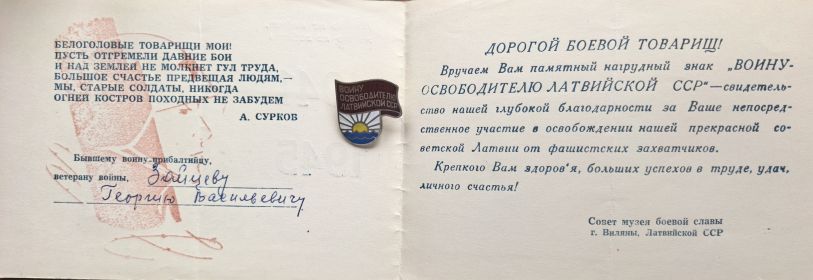 БЕЛОГОЛОВЫЕ ТОВАРИЩИ МОИ!
ПУСТЬ ОТГРЕМЕЛИ ДАВНИЕ БОИ
И НАД ЗЕМЛЕЙ НЕ МОЛКНЕТ ГУЛ ТРУДА,
БОЛЬШОЕ СЧАСТЬЕ ПРЕДВЕЩАЯ ЛЮДЯМ,—
МЫ, СТАРЫЕ СОЛДАТЫ, НИКОГДА
ОГНЕЙ КОСТРОВ ПОХОДНЫХ НЕ ЗАБУДЕМ
А. СУРКОВ
Бывшему воину-прибалтийцу,
ветерану войны, Зайцеву
Георгию Васильевичу
ВОИНУ
ОСВОБОДИТЕЛЮ
ЛАТВИЙСКОЙ ССР
ДОРОГОЙ БОЕВОЙ ТОВАРИЩ!
Вручаем Вам памятный нагрудный знак „ВОИНУ-
ОСВОБОДИТЕЛЮ ЛАТВИЙСКОЙ ССР“—свидетель-
ство нашей глубокой благодарности за Ваше непосред-
ственное участие в освобождении нашей прекрасной со-
ветской Латвии от фашистских захватчиков.
Крепкого Вам здоров'я, больших успехов в труде, удач,
личного счастья!
Совет музея боевой славы
г. Виляны, Латвийской ССР